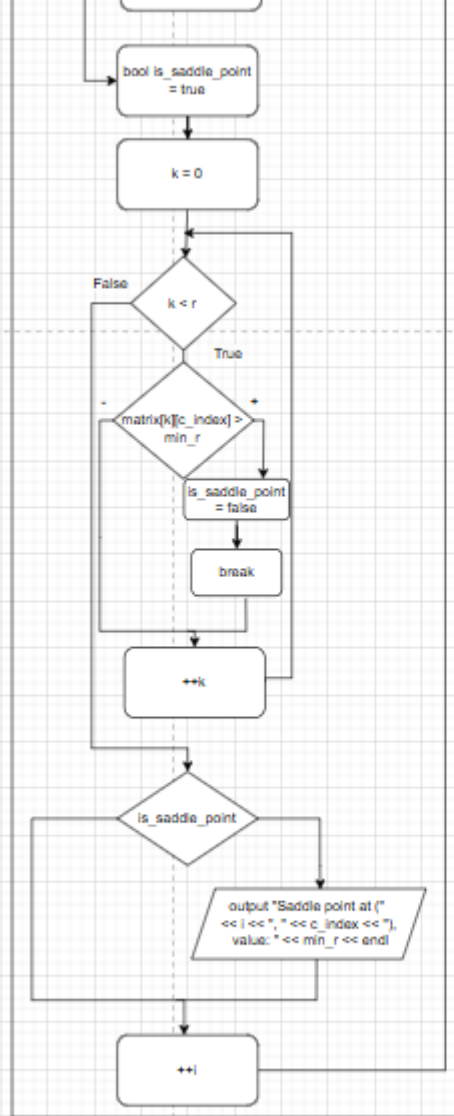 bool is_saddle_point
= true
k = 0
False
k < r
True
-
+
matrix[k][c_index] >
min_r
is_saddle_point
= false
break
++k
is_saddle_point
output "Saddle point at ("
<< i << ", " << c_index << "),
value: " << min_r << endl
++i